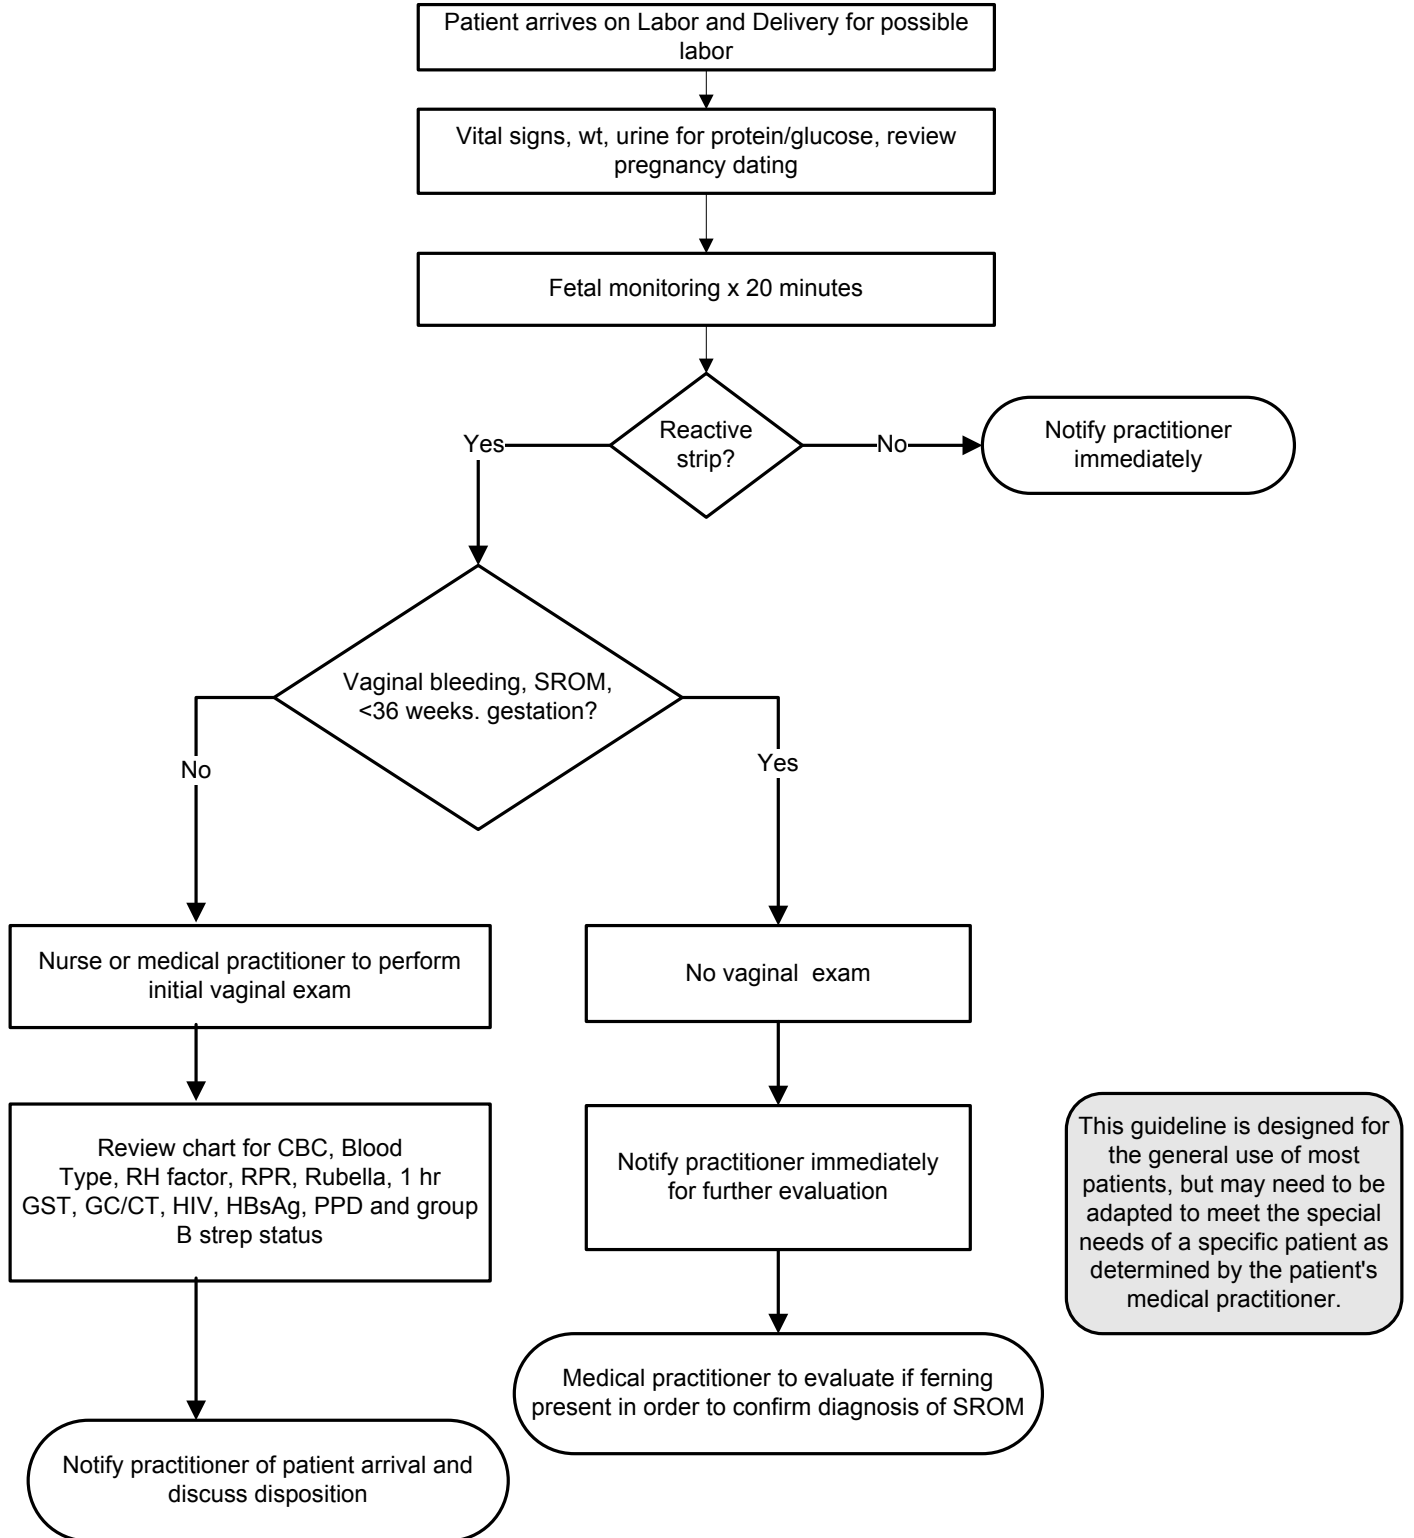 Patient arrives on Labor and Delivery for possible
labor
Vital signs, wt, urine for protein/glucose, review
pregnancy dating
Fetal monitoring x 20 minutes
Reactive
strip?
Yes
No
Notify practitioner
immediately
Vaginal bleeding, SROM,
<36 weeks. gestation?
No
Yes
Nurse or medical practitioner to perform
initial vaginal exam
No vaginal  exam
Review chart for CBC, Blood
Type, RH factor, RPR, Rubella, 1 hr
GST, GC/CT, HIV, HBsAg, PPD and group
B strep status
Notify practitioner immediately
for further evaluation
This guideline is designed for
the general use of most
patients, but may need to be
adapted to meet the special
needs of a specific patient as
determined by the patient's
medical practitioner.
Medical practitioner to evaluate if ferning
present in order to confirm diagnosis of SROM
Notify practitioner of patient arrival and
discuss disposition